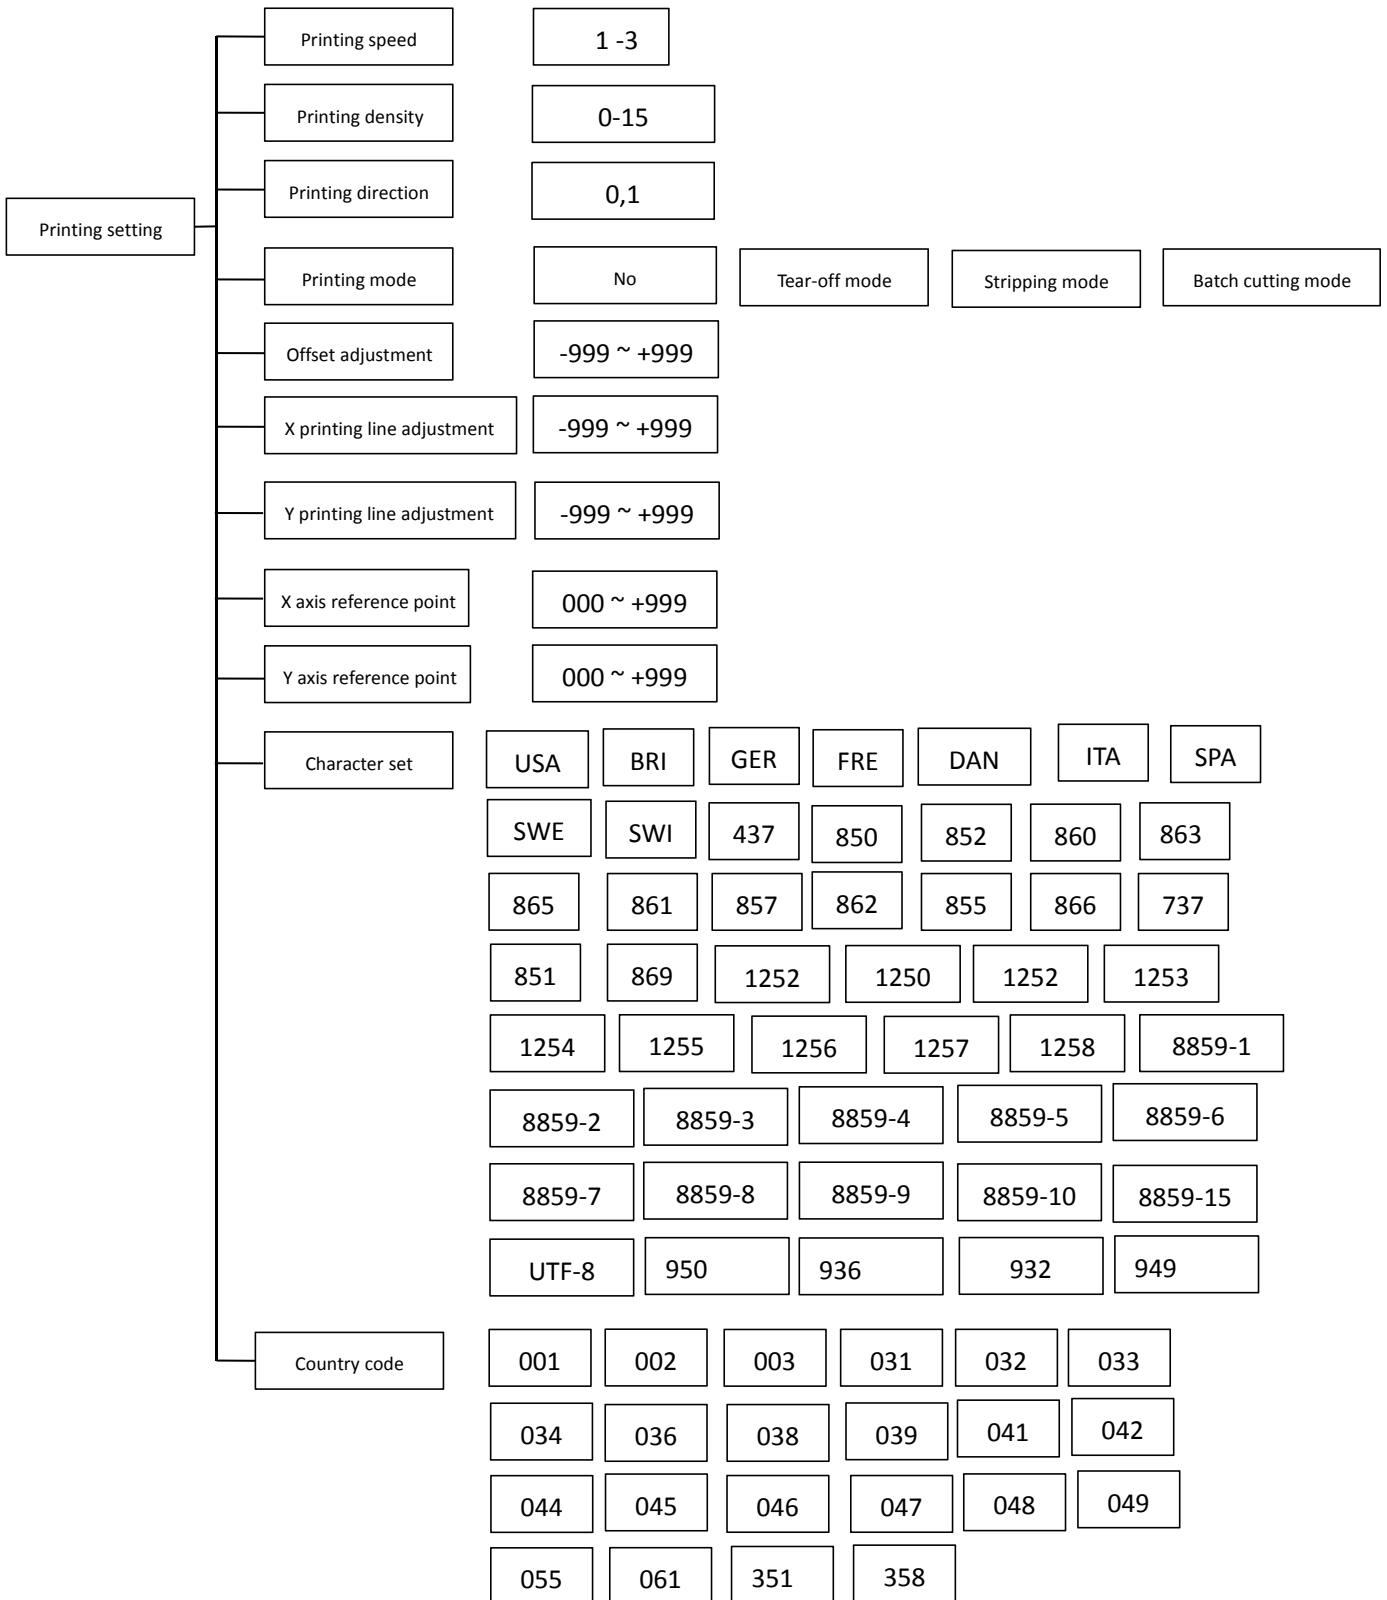 Printing setting
Printing speed 1 -3
Printing density 0-15
Printing direction 0,1
Printing mode No Tear-off mode Stripping mode Batch cutting mode
Offset adjustment -999 ~ +999
X printing line adjustment -999 ~ +999
Y printing line adjustment -999 ~ +999
X axis reference point 000 ~ +999
Y axis reference point 000 ~ +999
Character set USA BRI GER FRE DAN ITA SPA
SWE SWI 437 850 852 860 863
865 861 857 862 855 866 737
851 869 1252 1250 1252 1253
1254 1255 1256 1257 1258 8859-1
8859-2 8859-3 8859-4 8859-5 8859-6
8859-7 8859-8 8859-9 8859-10 8859-15
UTF-8 950 936 932 949
Country code 001 002 003 031 032 033
034 036 038 039 041 042
044 045 046 047 048 049
055 061 351 358